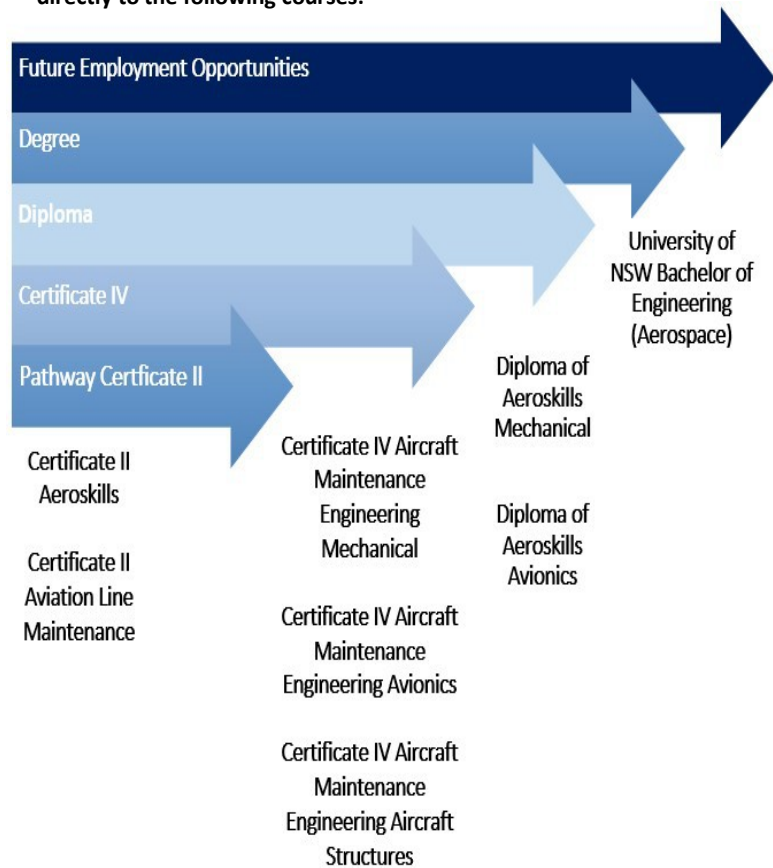 directly to the following courses:
Future Employment Opportunities
Degree
Diploma
Certificate IV
Pathway Certficate II
University of
NSW Bachelor of
Engineering
(Aerospace)
Diploma of
Aeroskills
Mechanical
Diploma of
Aeroskills
Avionics
Certificate IV Aircraft
Maintenance
Engineering
Mechanical
Certificate IV Aircraft
Maintenance
Engineering Avionics
Certificate IV Aircraft
Maintenance
Engineering Aircraft
Structures
Certificate II
Aeroskills
Certificate II
Aviation Line
Maintenance